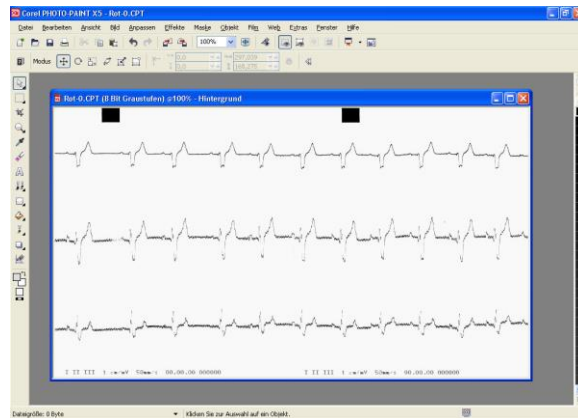 Corel PHOTO-PAINT X5 - Rot-0.CPT
Datei Bearbeiten Ansicht Bild Anpassen Effekte Maske Objekt Film Web Extras Fenster Hilfe
100%
Modus
Rot-0.CPT (8 Bit Graustufen) @100% - Hintergrund
I II III 1 cm/mV 50mm/s 00.00.00 000000 I II III 1 cm/mV 50mm/s 00.00.00 000000
Dateigröße: 0 Byte Klicken Sie zur Auswahl auf ein Objekt.